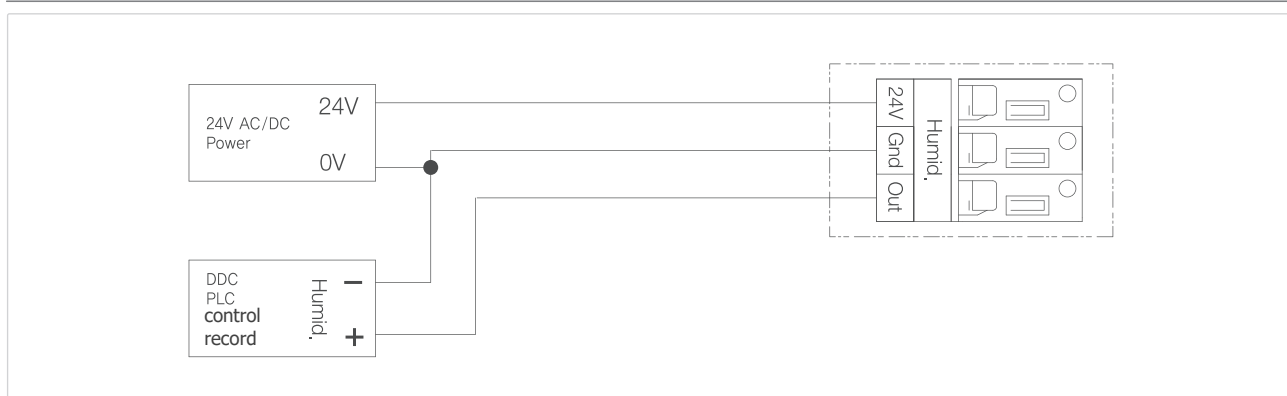 24V AC/DC
Power
24V
0V
DDC
PLC
control
record
Humid.
−
+
24V
Gnd
Out
Humid.